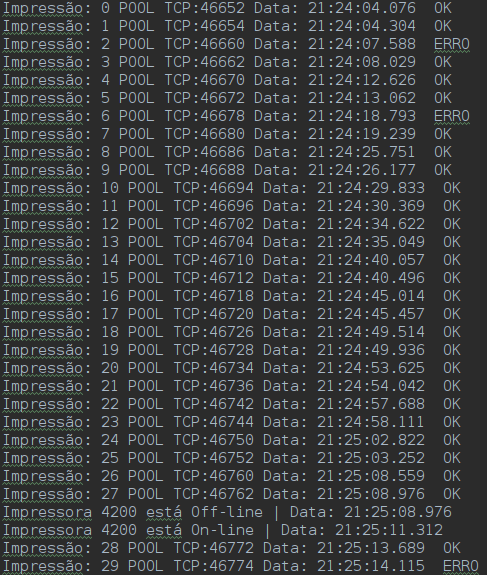 Impressão: 0 POOL TCP:46652 Data: 21:24:04.076  OK
Impressão: 1 POOL TCP:46654 Data: 21:24:04.304  OK
Impressão: 2 POOL TCP:46660 Data: 21:24:07.588  ERRO
Impressão: 3 POOL TCP:46662 Data: 21:24:08.029  OK
Impressão: 4 POOL TCP:46670 Data: 21:24:12.626  OK
Impressão: 5 POOL TCP:46672 Data: 21:24:13.062  OK
Impressão: 6 POOL TCP:46678 Data: 21:24:18.793  ERRO
Impressão: 7 POOL TCP:46680 Data: 21:24:19.239  OK
Impressão: 8 POOL TCP:46686 Data: 21:24:25.751  OK
Impressão: 9 POOL TCP:46688 Data: 21:24:26.177  OK
Impressão: 10 POOL TCP:46694 Data: 21:24:29.833  OK
Impressão: 11 POOL TCP:46696 Data: 21:24:30.369  OK
Impressão: 12 POOL TCP:46702 Data: 21:24:34.622  OK
Impressão: 13 POOL TCP:46704 Data: 21:24:35.049  OK
Impressão: 14 POOL TCP:46710 Data: 21:24:40.057  OK
Impressão: 15 POOL TCP:46712 Data: 21:24:40.496  OK
Impressão: 16 POOL TCP:46718 Data: 21:24:45.014  OK
Impressão: 17 POOL TCP:46720 Data: 21:24:45.457  OK
Impressão: 18 POOL TCP:46726 Data: 21:24:49.514  OK
Impressão: 19 POOL TCP:46728 Data: 21:24:49.936  OK
Impressão: 20 POOL TCP:46734 Data: 21:24:53.625  OK
Impressão: 21 POOL TCP:46736 Data: 21:24:54.042  OK
Impressão: 22 POOL TCP:46742 Data: 21:24:57.688  OK
Impressão: 23 POOL TCP:46744 Data: 21:24:58.111  OK
Impressão: 24 POOL TCP:46750 Data: 21:25:02.822  OK
Impressão: 25 POOL TCP:46752 Data: 21:25:03.252  OK
Impressão: 26 POOL TCP:46760 Data: 21:25:08.559  OK
Impressão: 27 POOL TCP:46762 Data: 21:25:08.976  OK
Impressora 4200 está Off-line | Data: 21:25:08.976
Impressora 4200 está On-line | Data: 21:25:11.312
Impressão: 28 POOL TCP:46772 Data: 21:25:13.689  OK
Impressão: 29 POOL TCP:46774 Data: 21:25:14.115  ERRO